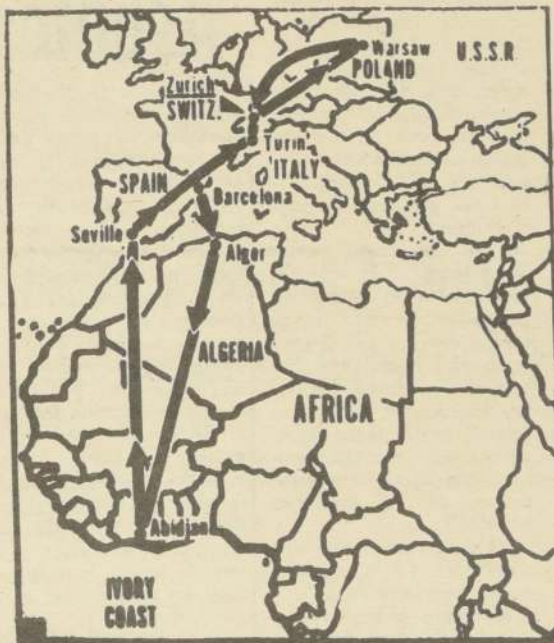 Warsaw
U.S.S.R
POLAND
Zurich
SWITZ.
Turin
ITALY
SPAIN
Barcelona
Seville
Alger
ALGERIA
AFRICA
Abidjan
IVORY
COAST